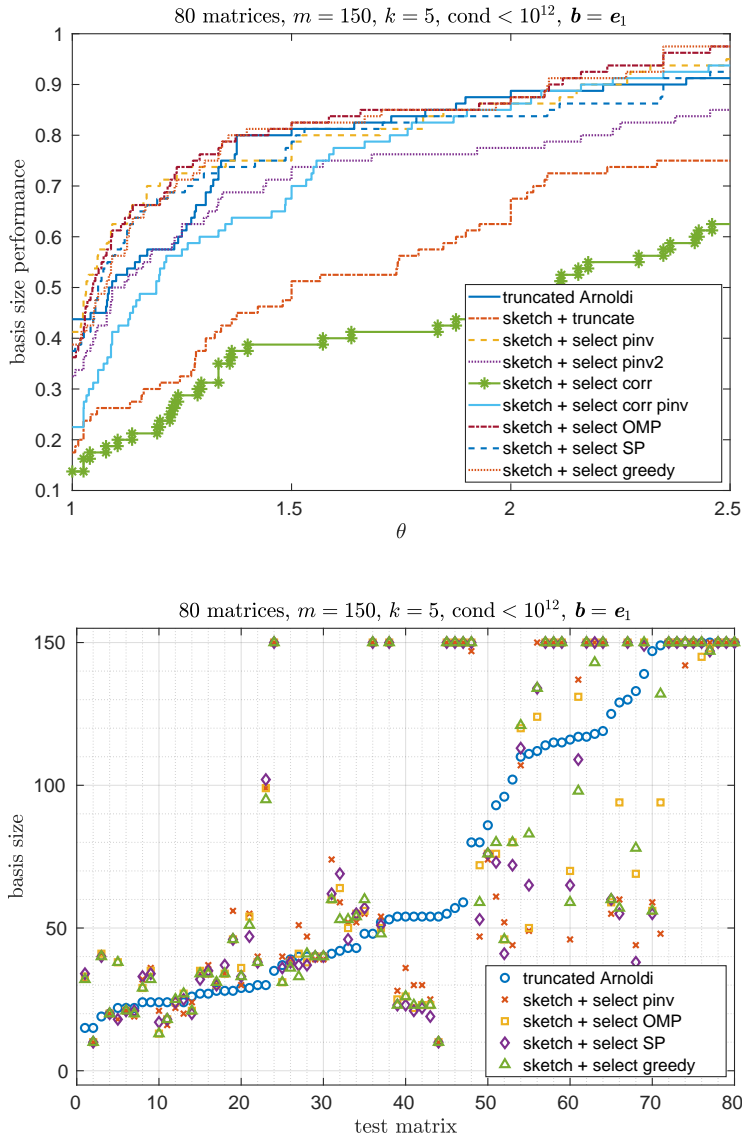 80 matrices, m = 150, k = 5, cond < 10^12, b = e_1
1
0.9
0.8
0.7
0.6
0.5
0.4
0.3
0.2
0.1
basis size performance
truncated Arnoldi
sketch + truncate
sketch + select pinv
sketch + select pinv2
sketch + select corr
sketch + select corr pinv
sketch + select OMP
sketch + select SP
sketch + select greedy
1 1.5 2 2.5
θ
80 matrices, m = 150, k = 5, cond < 10^12, b = e_1
150
100
50
0
basis size
truncated Arnoldi
sketch + select pinv
sketch + select OMP
sketch + select SP
sketch + select greedy
0 10 20 30 40 50 60 70 80
test matrix